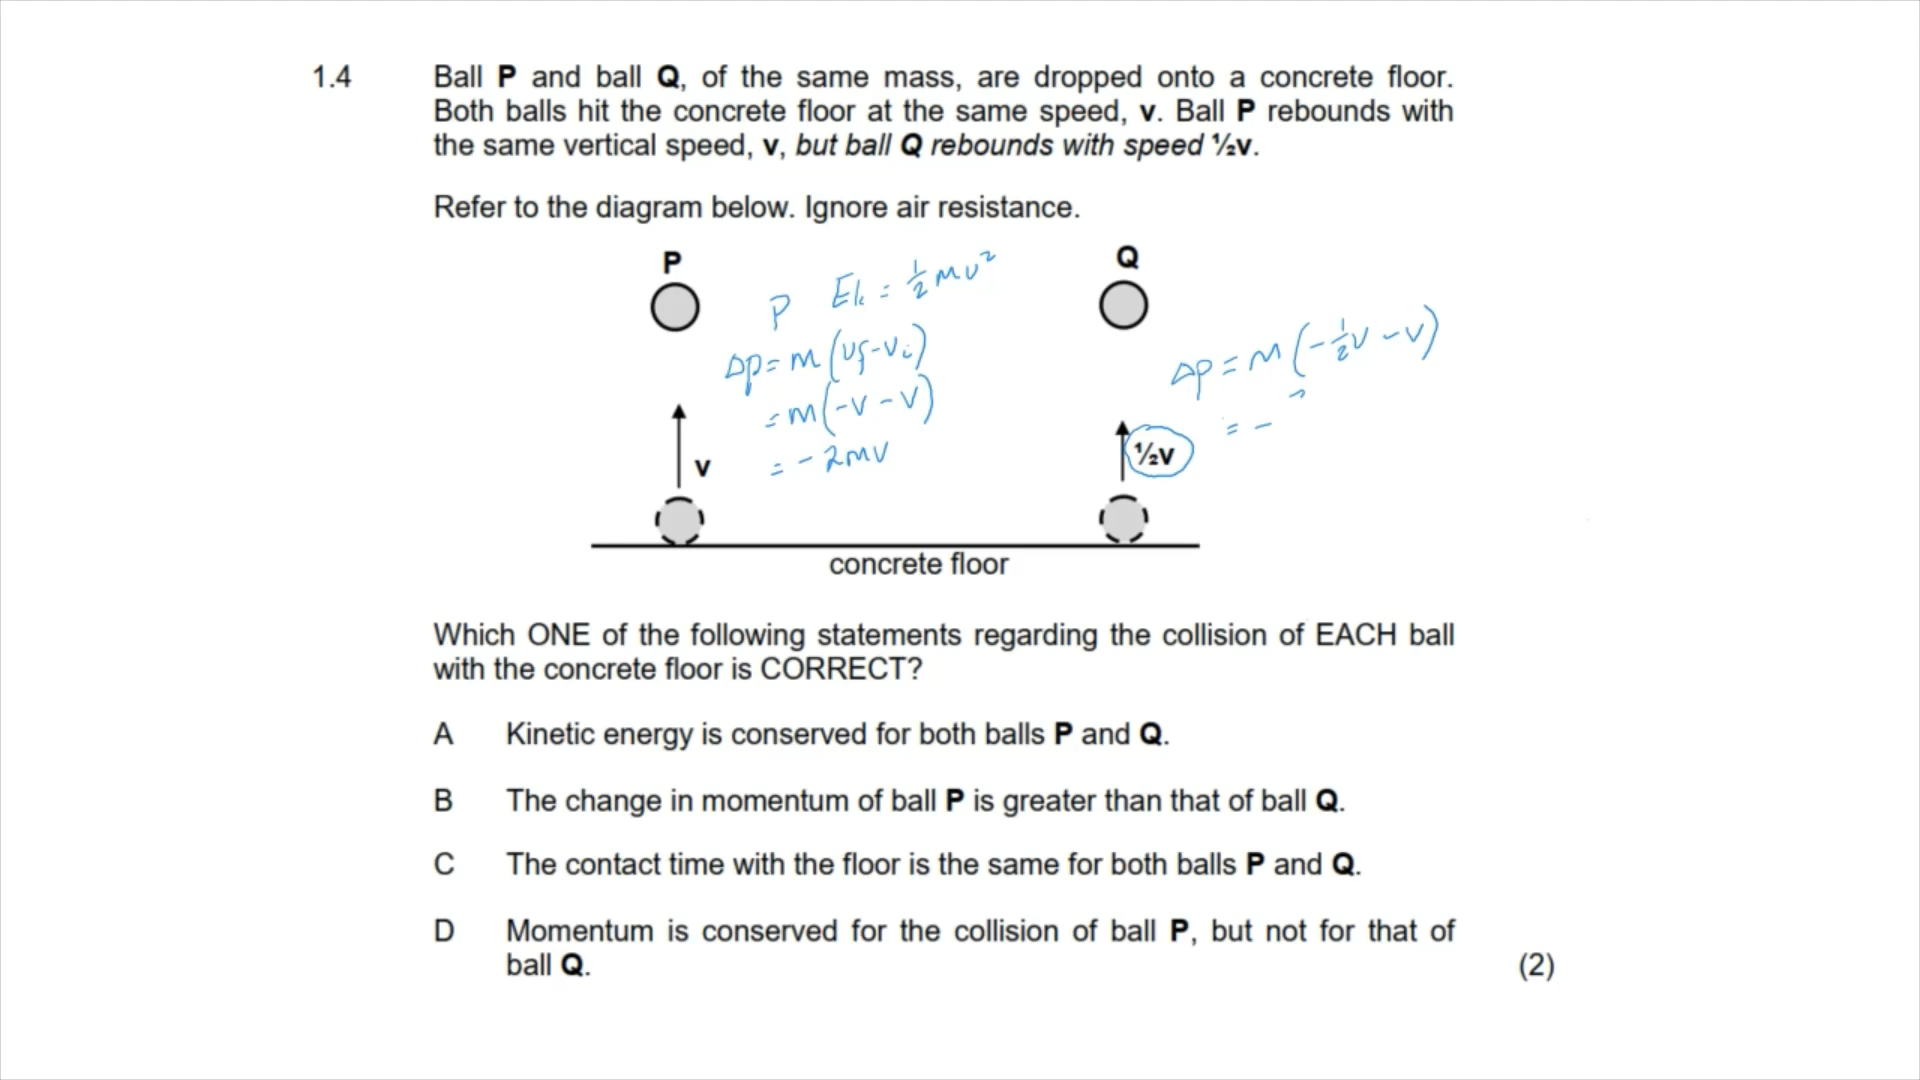 1.4 Ball P and ball Q, of the same mass, are dropped onto a concrete floor.
Both balls hit the concrete floor at the same speed, v. Ball P rebounds with
the same vertical speed, v, but ball Q rebounds with speed ½v.
Refer to the diagram below. Ignore air resistance.
P
Q
P Ek = 1/2 mv²
Δp = m(vf-vi)
= m(-v-v)
= -2mv
Δp = m(-1/2v-v)
= -
v
½v
concrete floor
Which ONE of the following statements regarding the collision of EACH ball
with the concrete floor is CORRECT?
A Kinetic energy is conserved for both balls P and Q.
B The change in momentum of ball P is greater than that of ball Q.
C The contact time with the floor is the same for both balls P and Q.
D Momentum is conserved for the collision of ball P, but not for that of
ball Q. (2)